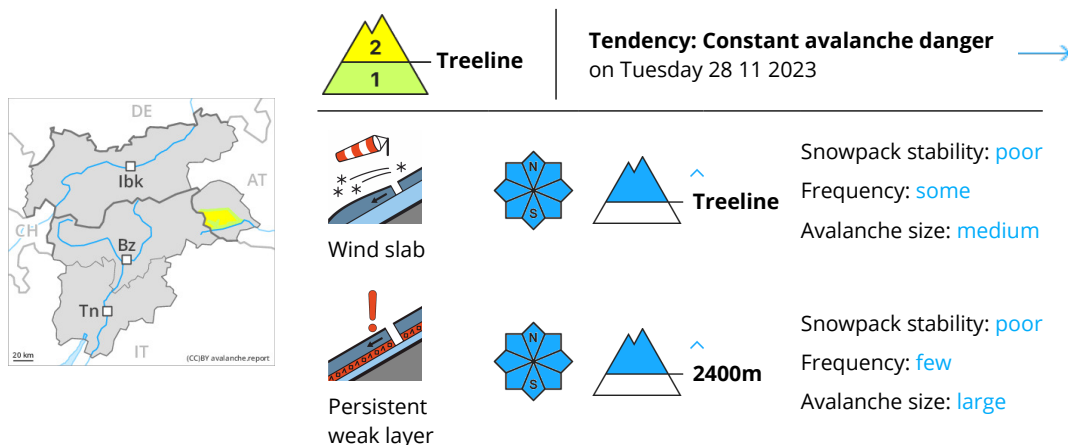 2
1
Treeline
Tendency: Constant avalanche danger
on Tuesday 28 11 2023
DE
AT
CH
IT
Ibk
Bz
Tn
20 km
(CC)BY avalanche.report
Wind slab
N
S
Treeline
Snowpack stability: poor
Frequency: some
Avalanche size: medium
Persistent
weak layer
N
S
2400m
Snowpack stability: poor
Frequency: few
Avalanche size: large